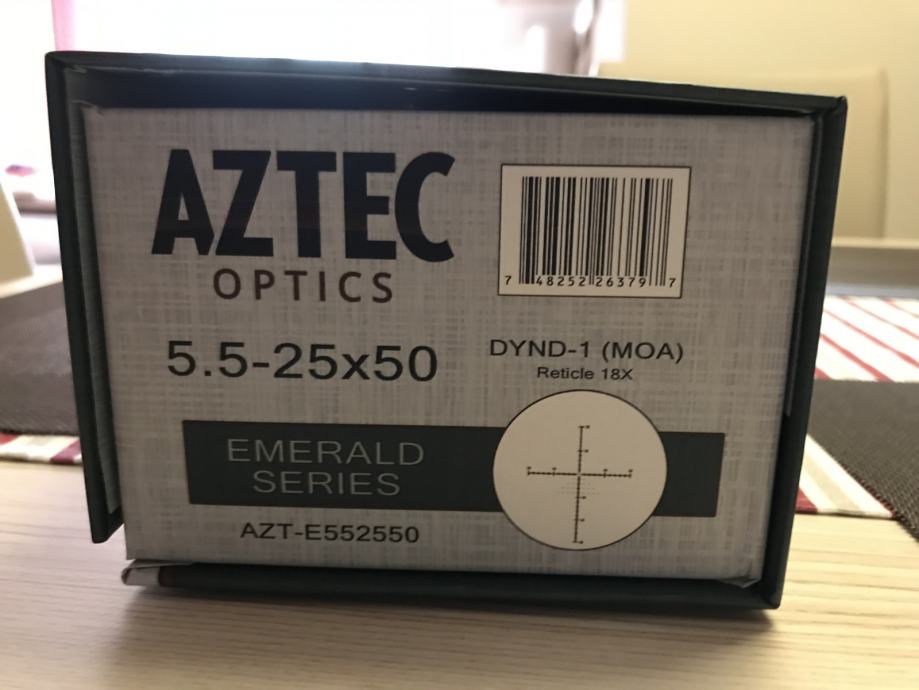 AZTEC
OPTICS
7 48252 26379 7
5.5-25x50
DYND-1 (MOA)
Reticle 18X
EMERALD
SERIES
AZT-E552550